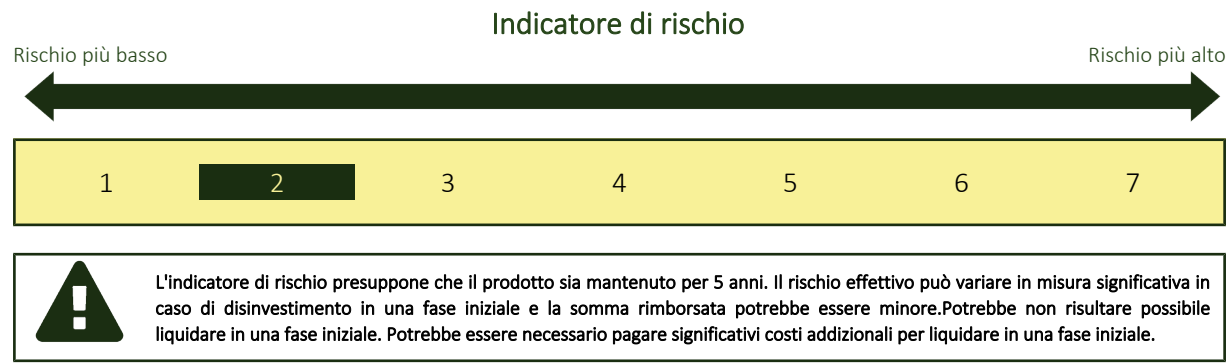 Indicatore di rischio
Rischio più basso
Rischio più alto
1 2 3 4 5 6 7
L'indicatore di rischio presuppone che il prodotto sia mantenuto per 5 anni. Il rischio effettivo può variare in misura significativa in
caso di disinvestimento in una fase iniziale e la somma rimborsata potrebbe essere minore.Potrebbe non risultare possibile
liquidare in una fase iniziale. Potrebbe essere necessario pagare significativi costi addizionali per liquidare in una fase iniziale.